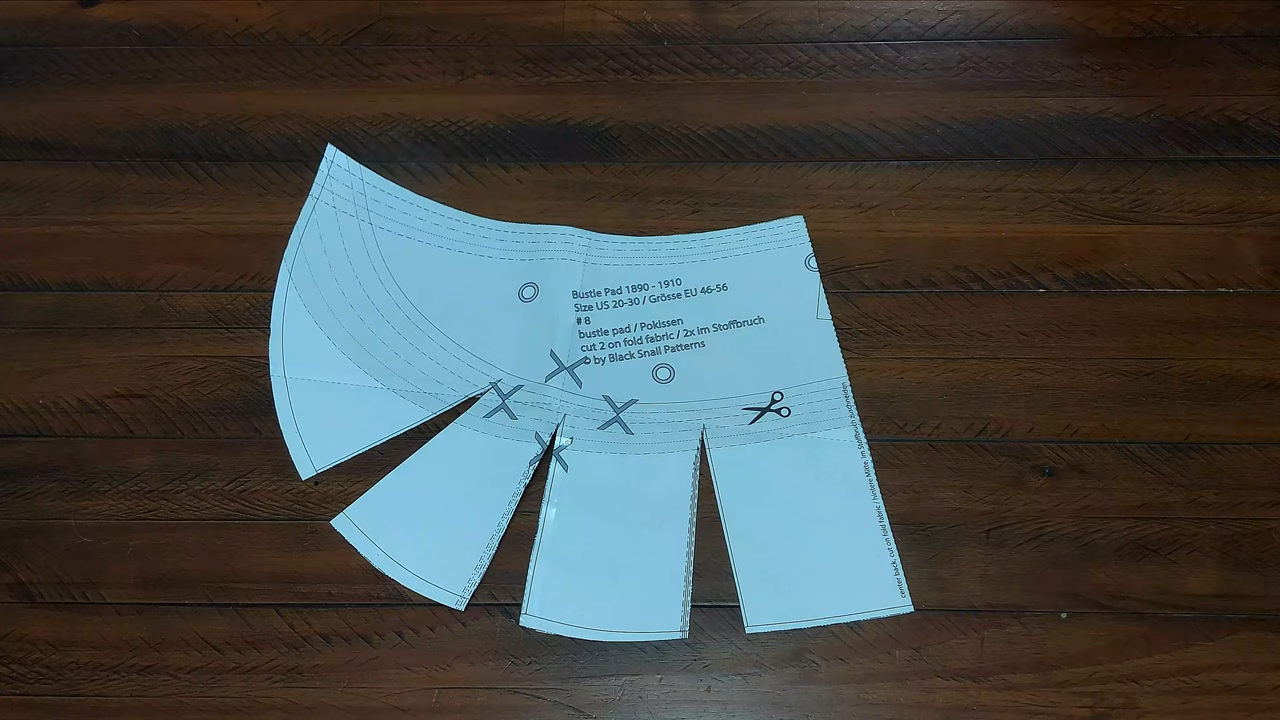 Bustle Pad 1890 - 1910
Size US 20-30 / Grösse EU 46-56
# 8
bustle pad / Pokissen
cut 2 on fold fabric / 2x im Stoffbruch
© by Black Snail Patterns
center back, cut on fold fabric / hintere Mitte, im Stoffbruch zuschneiden